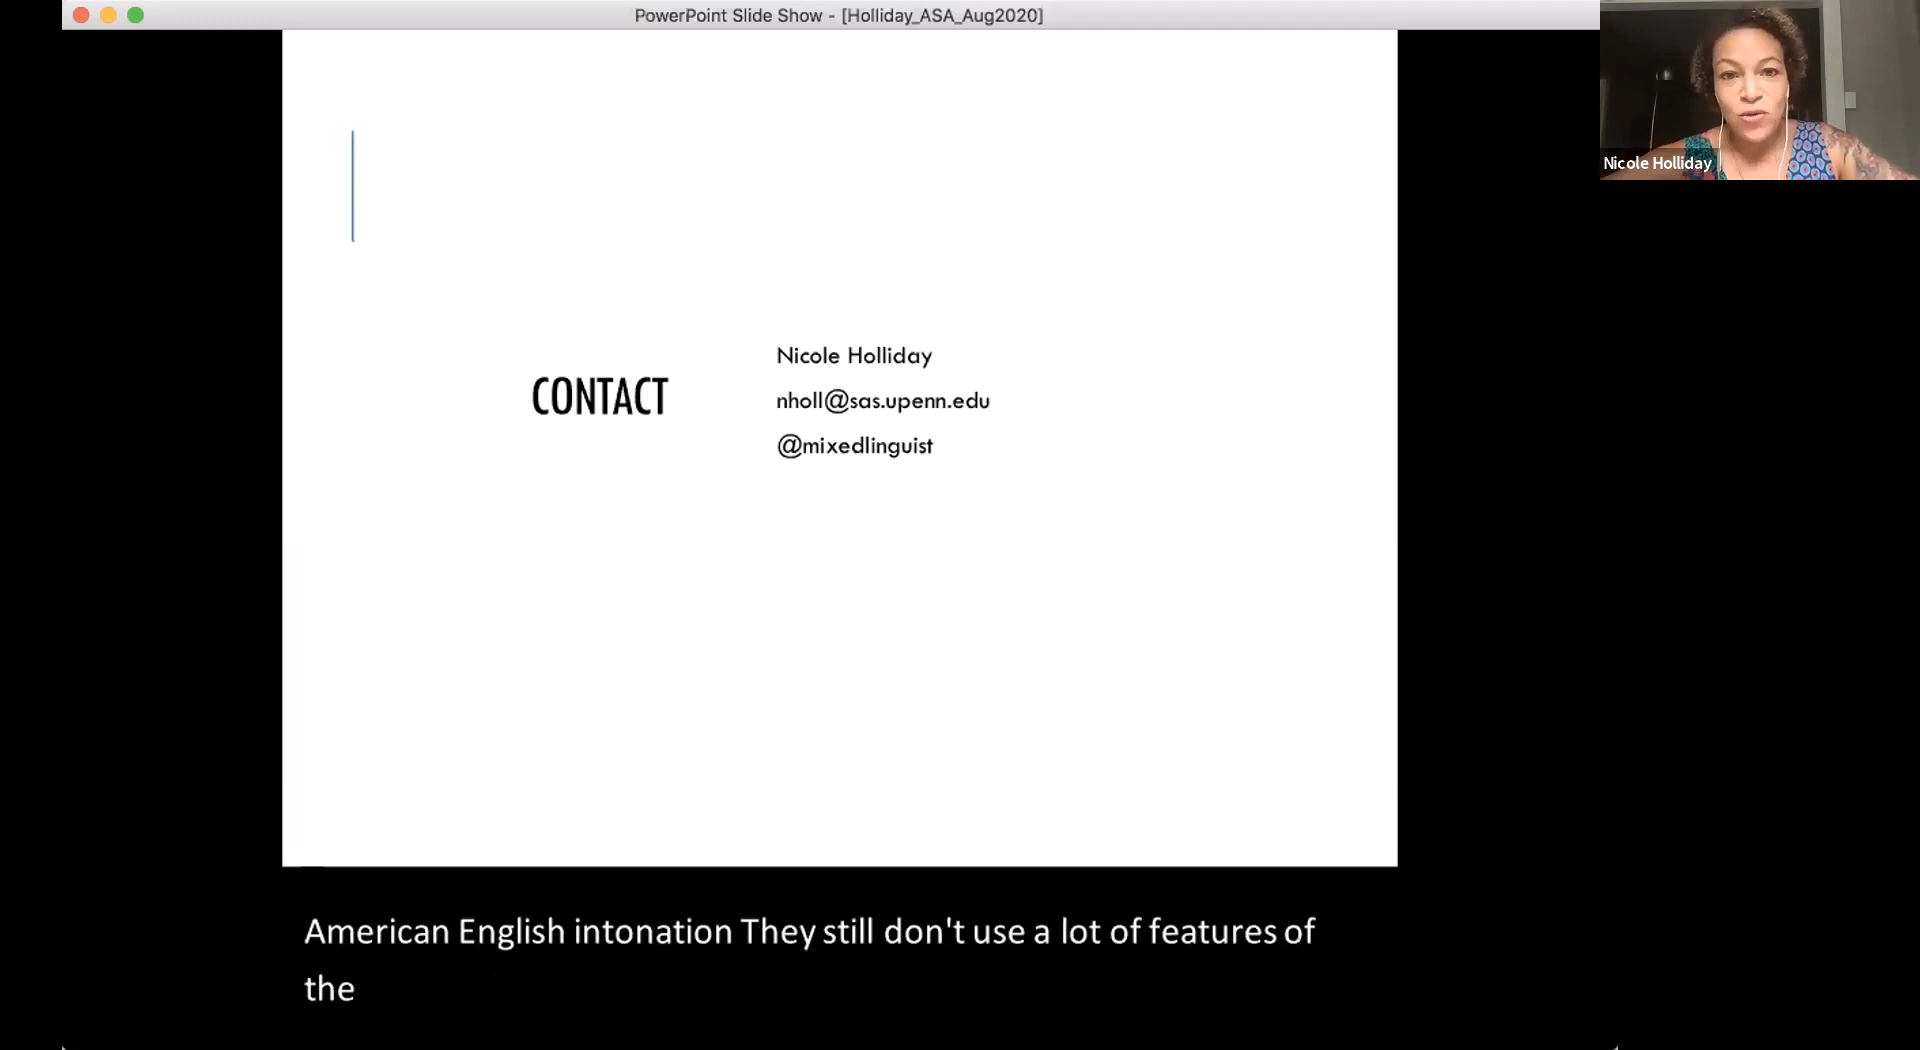 PowerPoint Slide Show - [Holliday_ASA_Aug2020]
Nicole Holliday
CONTACT
Nicole Holliday
nholl@sas.upenn.edu
@mixedlinguist
American English intonation They still don't use a lot of features of
the